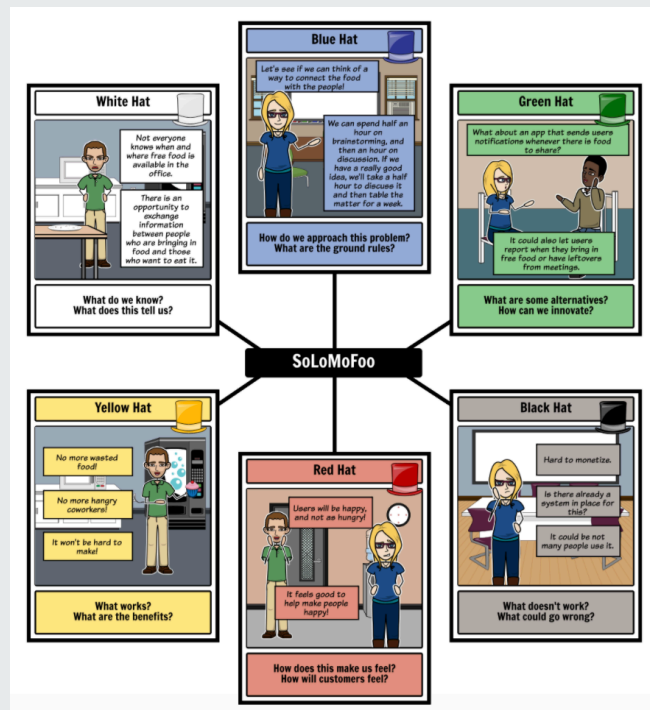 Blue Hat
Let's see if we can think of a
way to connect the food
with the people!
We can spend half an
hour on
brainstorming, and
then an hour on
discussion. If we
have a really good
idea, we'll take a half
hour to discuse it
and then table the
matter for a week.
How do we approach this problem?
What are the ground rules?
White Hat
Not everyone
knows when and
where free food is
available in the
office.
There is an
opportunity to
exchange
information
between people
who are bringing in
food and those
who want to eat it.
What do we know?
What does this tell us?
Green Hat
What about an app that sends users
notifications whenever there is food
to share?
It could also let users
report when they bring in
free food or have leftovers
from meetings.
What are some alternatives?
How can we innovate?
SoLoMoFoo
Yellow Hat
No more wasted
food!
No more hangry
coworkers!
It won't be hard to
make!
What works?
What are the benefits?
Red Hat
Users will be happy,
and not as hungry!
It feels good to
help make people
happy!
How does this make us feel?
How will customers feel?
Black Hat
Hard to monetize.
Is there already a
system in place for
this?
It could be not
many people use it.
What doesn't work?
What could go wrong?